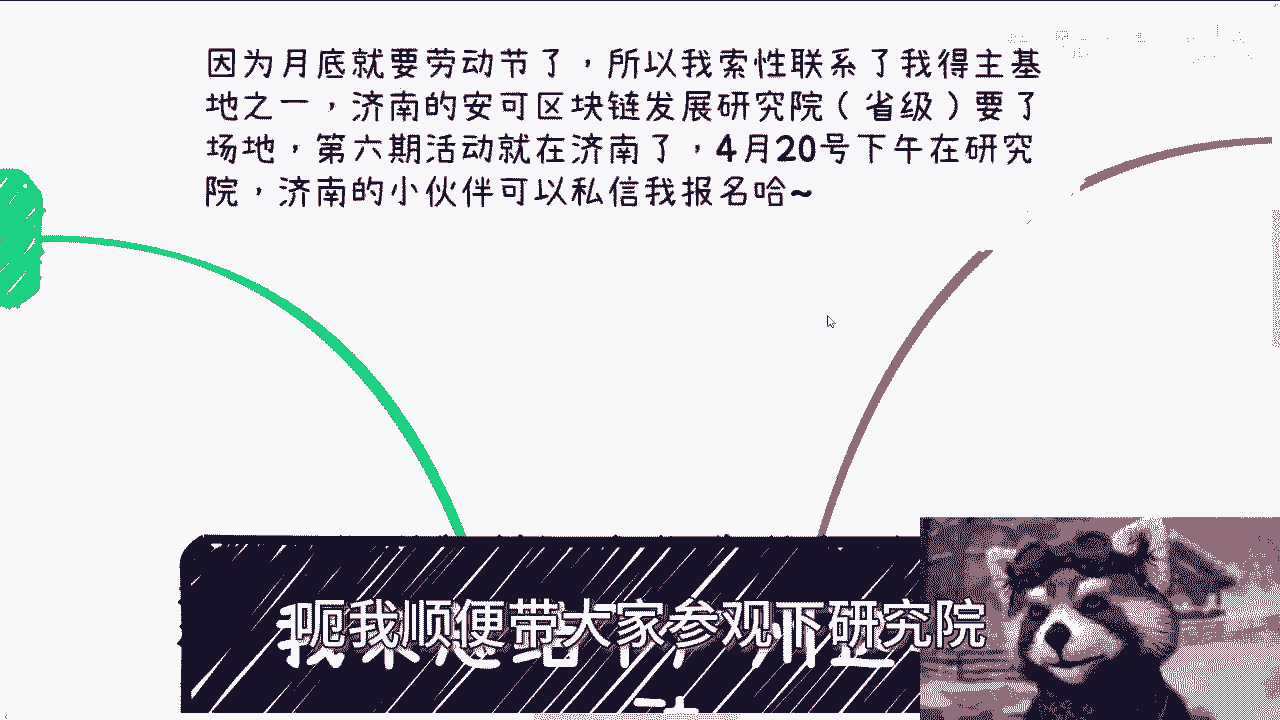 因为月底就要劳动节了，所以我索性联系了我得主基
地之一，济南的安可区块链发展研究院（省级）要了
场地，第六期活动就在济南了，4月20号下午在研究
院，济南的小伙伴可以私信我报名哈~
呃我顺便带大家参观下研究院